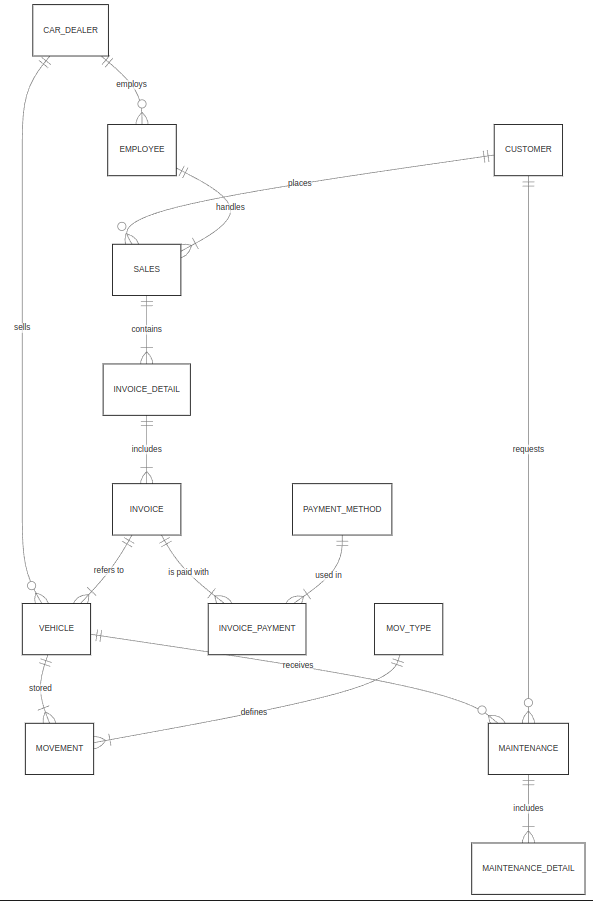 CAR_DEALER
employs
EMPLOYEE
CUSTOMER
places
handles
SALES
sells
contains
INVOICE_DETAIL
includes
requests
INVOICE
PAYMENT_METHOD
refers to
is paid with
used in
VEHICLE
INVOICE_PAYMENT
MOV_TYPE
receives
stored
defines
MOVEMENT
MAINTENANCE
includes
MAINTENANCE_DETAIL